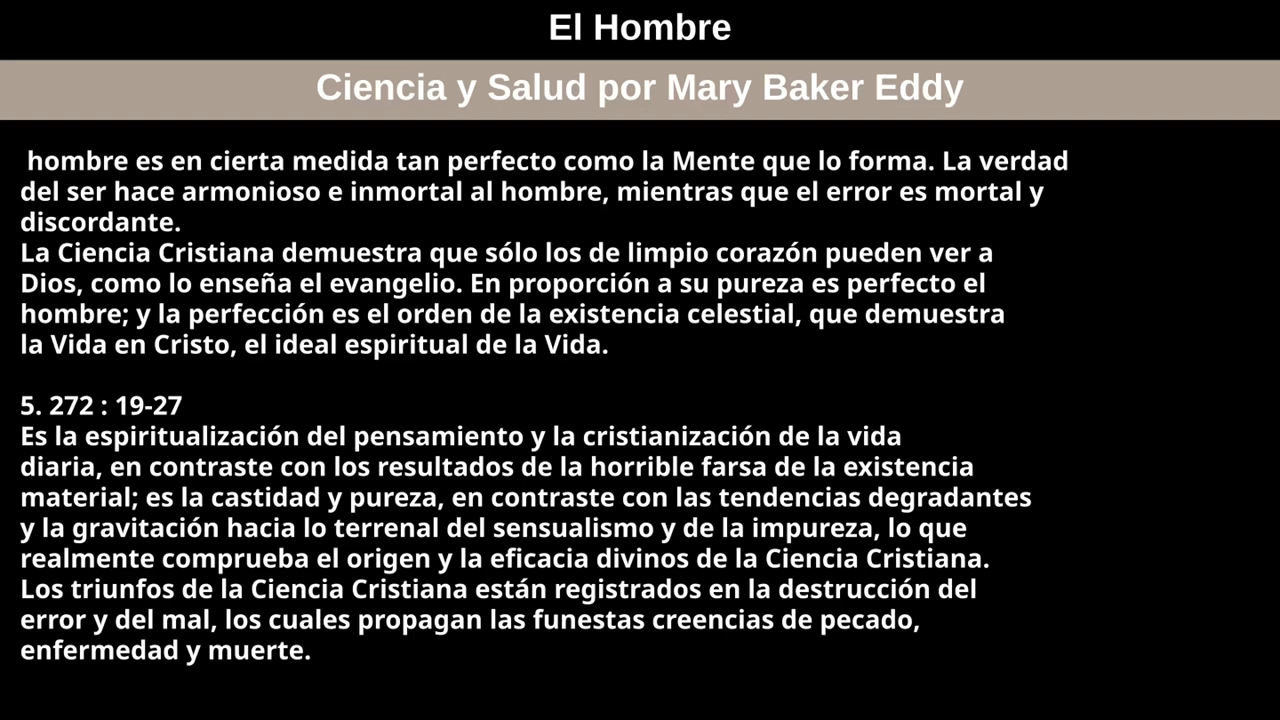 El Hombre
Ciencia y Salud por Mary Baker Eddy
hombre es en cierta medida tan perfecto como la Mente que lo forma. La verdad
del ser hace armonioso e inmortal al hombre, mientras que el error es mortal y
discordante.
La Ciencia Cristiana demuestra que sólo los de limpio corazón pueden ver a
Dios, como lo enseña el evangelio. En proporción a su pureza es perfecto el
hombre; y la perfección es el orden de la existencia celestial, que demuestra
la Vida en Cristo, el ideal espiritual de la Vida.
5. 272 : 19-27
Es la espiritualización del pensamiento y la cristianización de la vida
diaria, en contraste con los resultados de la horrible farsa de la existencia
material; es la castidad y pureza, en contraste con las tendencias degradantes
y la gravitación hacia lo terrenal del sensualismo y de la impureza, lo que
realmente comprueba el origen y la eficacia divinos de la Ciencia Cristiana.
Los triunfos de la Ciencia Cristiana están registrados en la destrucción del
error y del mal, los cuales propagan las funestas creencias de pecado,
enfermedad y muerte.